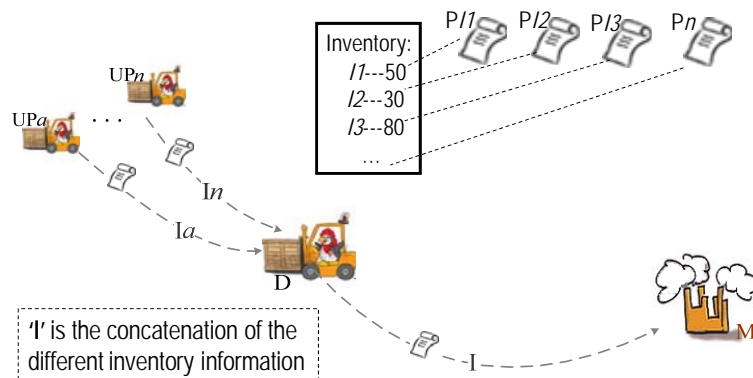 PI1 PI2 PI3 Pn
Inventory:
I1---50
I2---30
I3---80
...
UPn
UPa
. . .
In
Ia
D
M
I
'I' is the concatenation of the
different inventory information